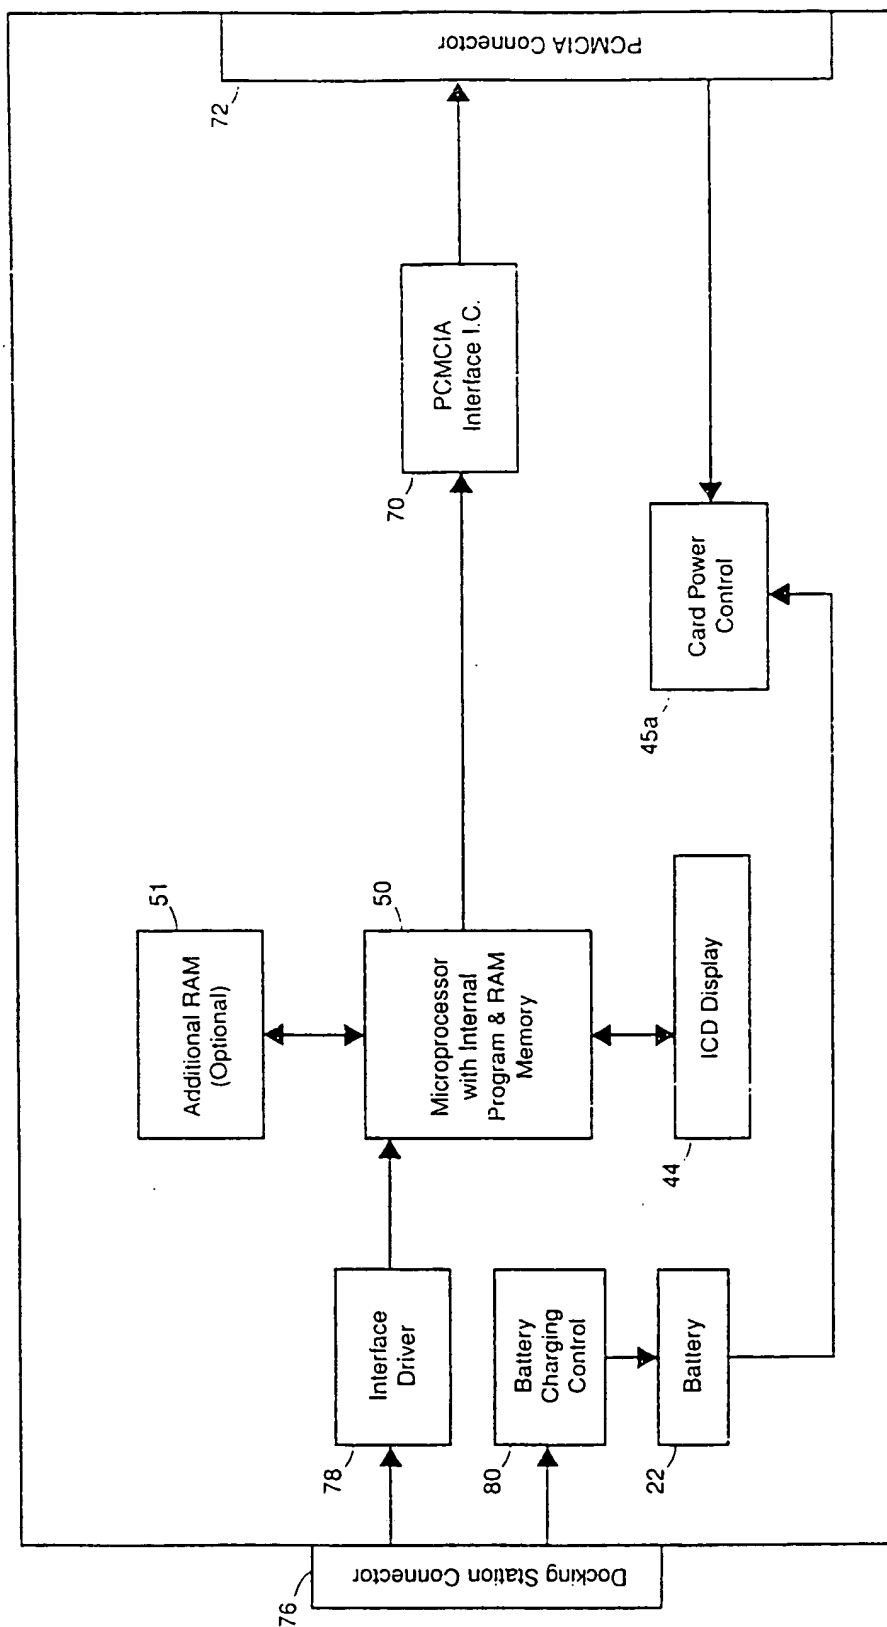 76
Docking Station Connector
78
Interface
Driver
80
Battery
Charging
Control
22
Battery
51
Additional RAM
(Optional)
50
Microprocessor
with Internal
Program & RAM
Memory
44
ICD Display
70
PCMCIA
Interface I.C.
45a
Card Power
Control
72
PCMCIA Connector